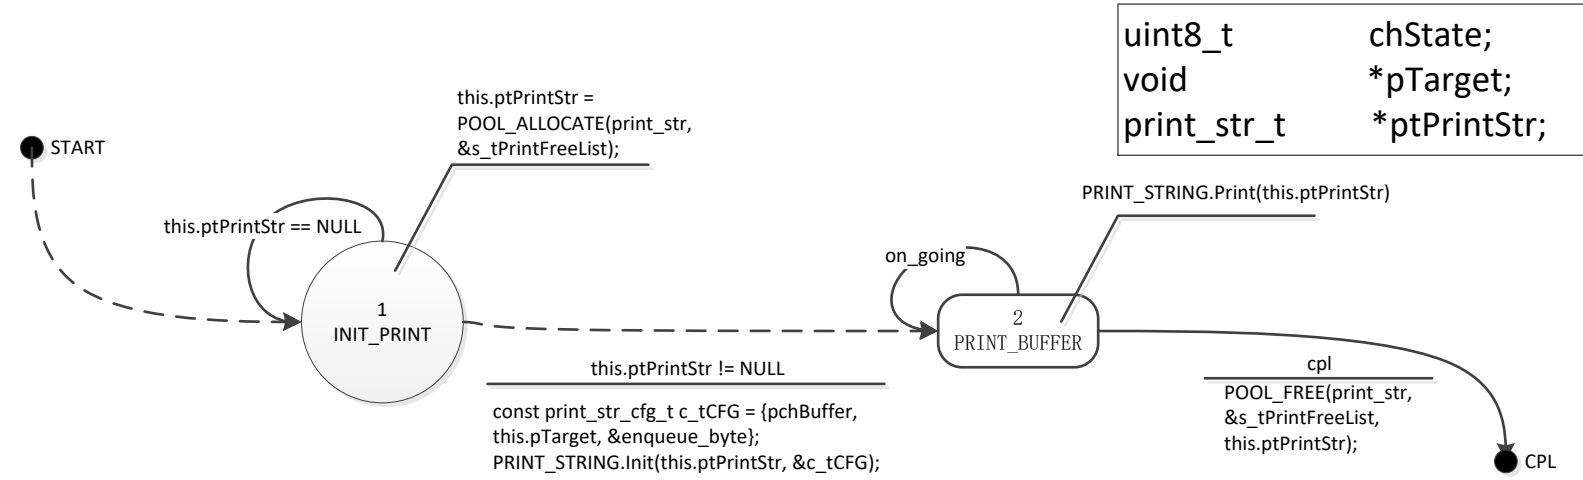 uint8_t chState;
void *pTarget;
print_str_t *ptPrintStr;
START
this.ptPrintStr =
POOL_ALLOCATE(print_str,
&s_tPrintFreeList);
this.ptPrintStr == NULL
1
INIT_PRINT
this.ptPrintStr != NULL
const print_str_cfg_t c_tCFG = {pchBuffer,
this.pTarget, &enqueue_byte};
PRINT_STRING.Init(this.ptPrintStr, &c_tCFG);
PRINT_STRING.Print(this.ptPrintStr)
on_going
2
PRINT_BUFFER
cpl
POOL_FREE(print_str,
&s_tPrintFreeList,
this.ptPrintStr);
CPL